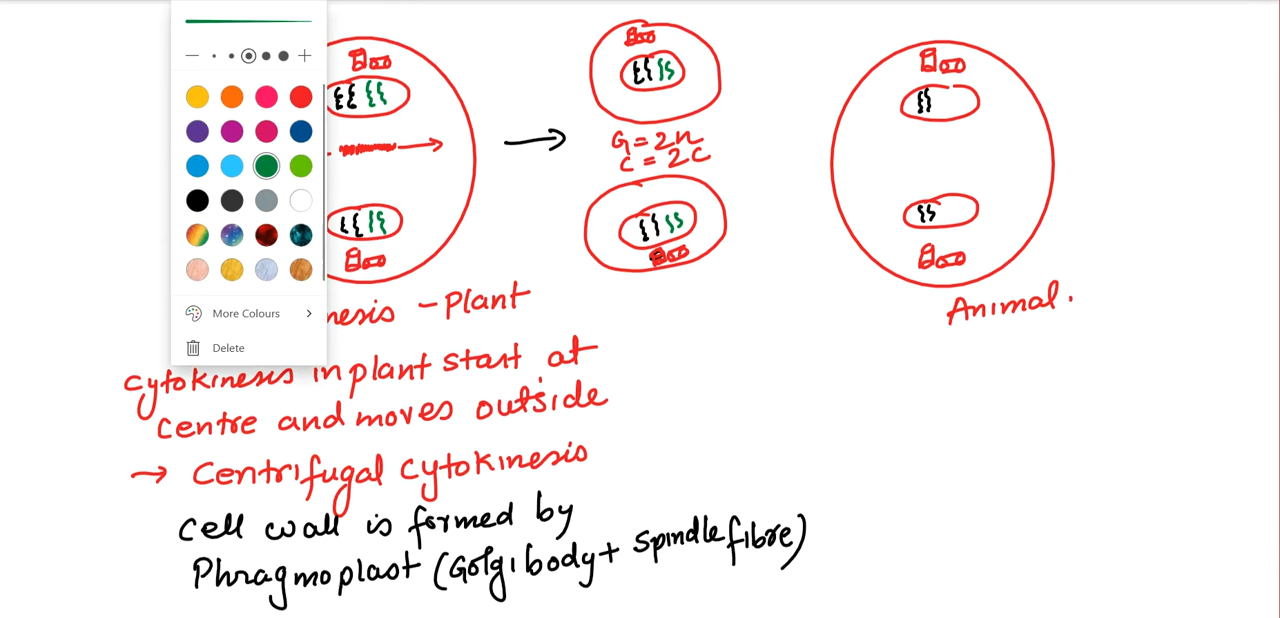 G = 2n
C = 2C
More Colours
Delete
nesis - Plant
Animal.
Cytokinesis in plant start at
centre and moves outside
→ Centrifugal cytokinesis
Cell wall is formed by
Phragmoplast (Golgi body + spindle fibre)